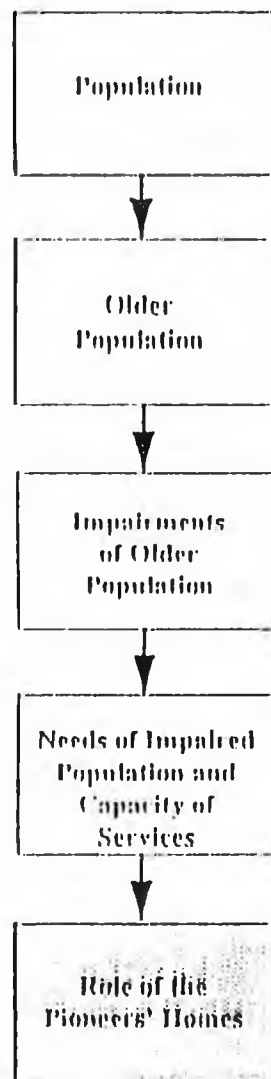 Population
Older
Population
Impairments
of Older
Population
Needs of Impaired
Population and
Capacity of
Services
Role of the
Pioneers' Homes